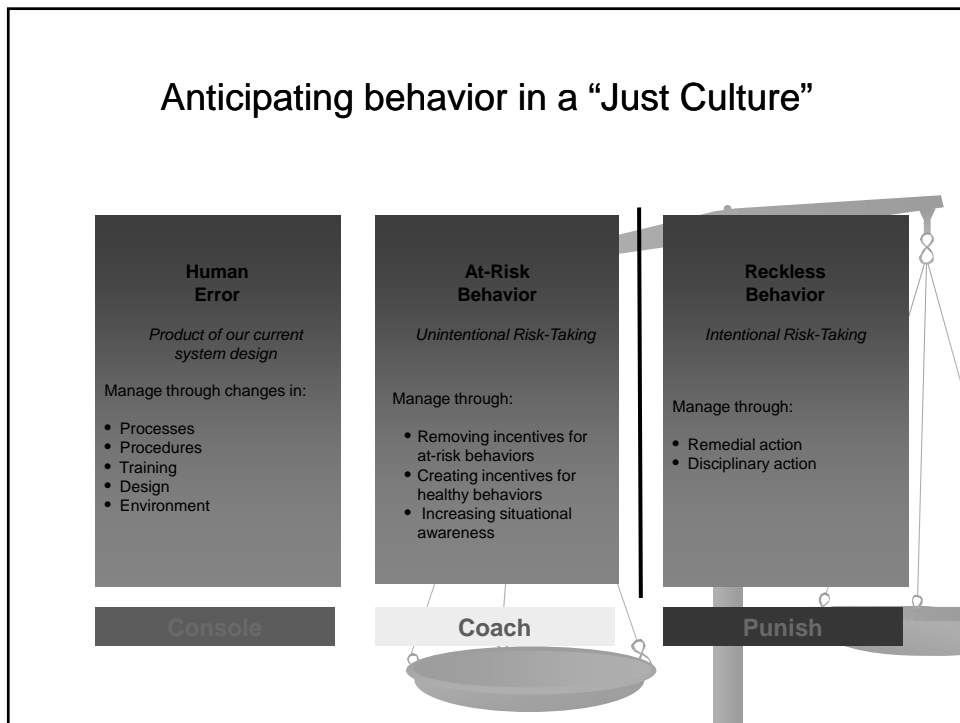 Anticipating behavior in a “Just Culture”
Human
Error
Product of our current
system design
Manage through changes in:
• Processes
• Procedures
• Training
• Design
• Environment
Console
At-Risk
Behavior
Unintentional Risk-Taking
Manage through:
• Removing incentives for
at-risk behaviors
• Creating incentives for
healthy behaviors
• Increasing situational
awareness
Coach
Reckless
Behavior
Intentional Risk-Taking
Manage through:
• Remedial action
• Disciplinary action
Punish